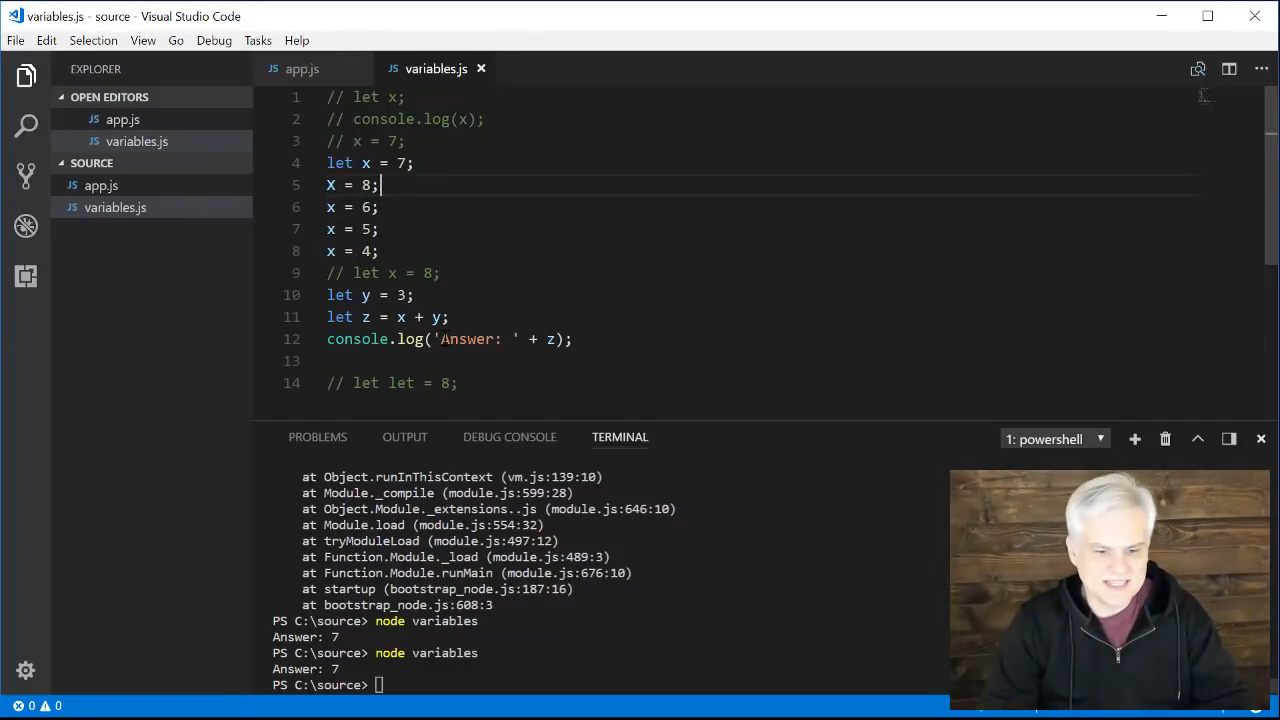 variables.js - source - Visual Studio Code
File Edit Selection View Go Debug Tasks Help
EXPLORER
OPEN EDITORS
app.js
variables.js
SOURCE
app.js
variables.js
app.js variables.js
1 // let x;
2 // console.log(x);
3 // x = 7;
4 let x = 7;
5 X = 8;
6 x = 6;
7 x = 5;
8 x = 4;
9 // let x = 8;
10 let y = 3;
11 let z = x + y;
12 console.log('Answer: ' + z);
13
14 // let let = 8;
PROBLEMS OUTPUT DEBUG CONSOLE TERMINAL 1: powershell
at Object.runInThisContext (vm.js:139:10)
at Module._compile (module.js:599:28)
at Object.Module._extensions..js (module.js:646:10)
at Module.load (module.js:554:32)
at tryModuleLoad (module.js:497:12)
at Function.Module._load (module.js:489:3)
at Function.Module.runMain (module.js:676:10)
at startup (bootstrap_node.js:187:16)
at bootstrap_node.js:608:3
PS C:\source> node variables
Answer: 7
PS C:\source> node variables
Answer: 7
PS C:\source>
0 0